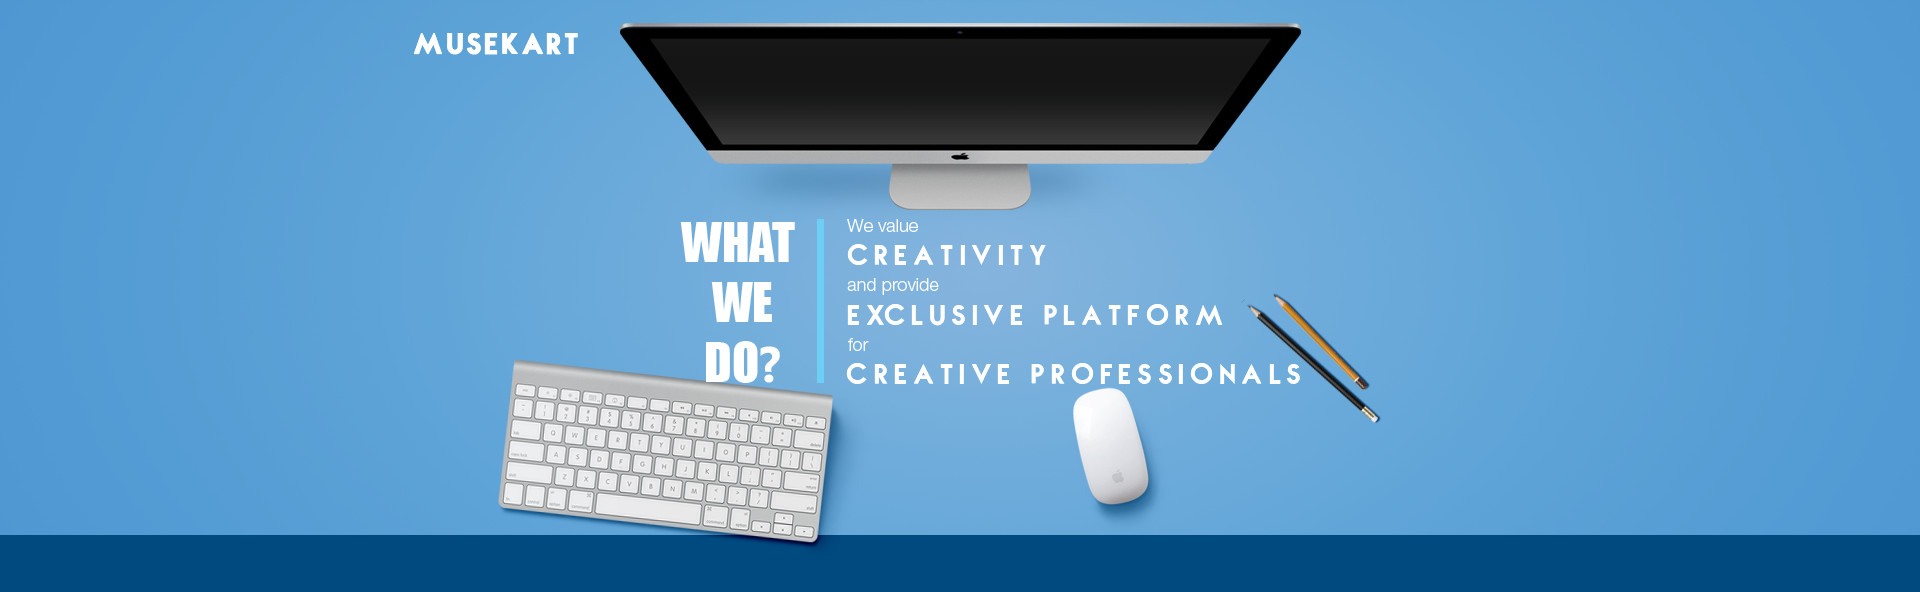 MUSEKART
WHAT
WE
DO?
We value
CREATIVITY
and provide
EXCLUSIVE PLATFORM
for
CREATIVE PROFESSIONALS